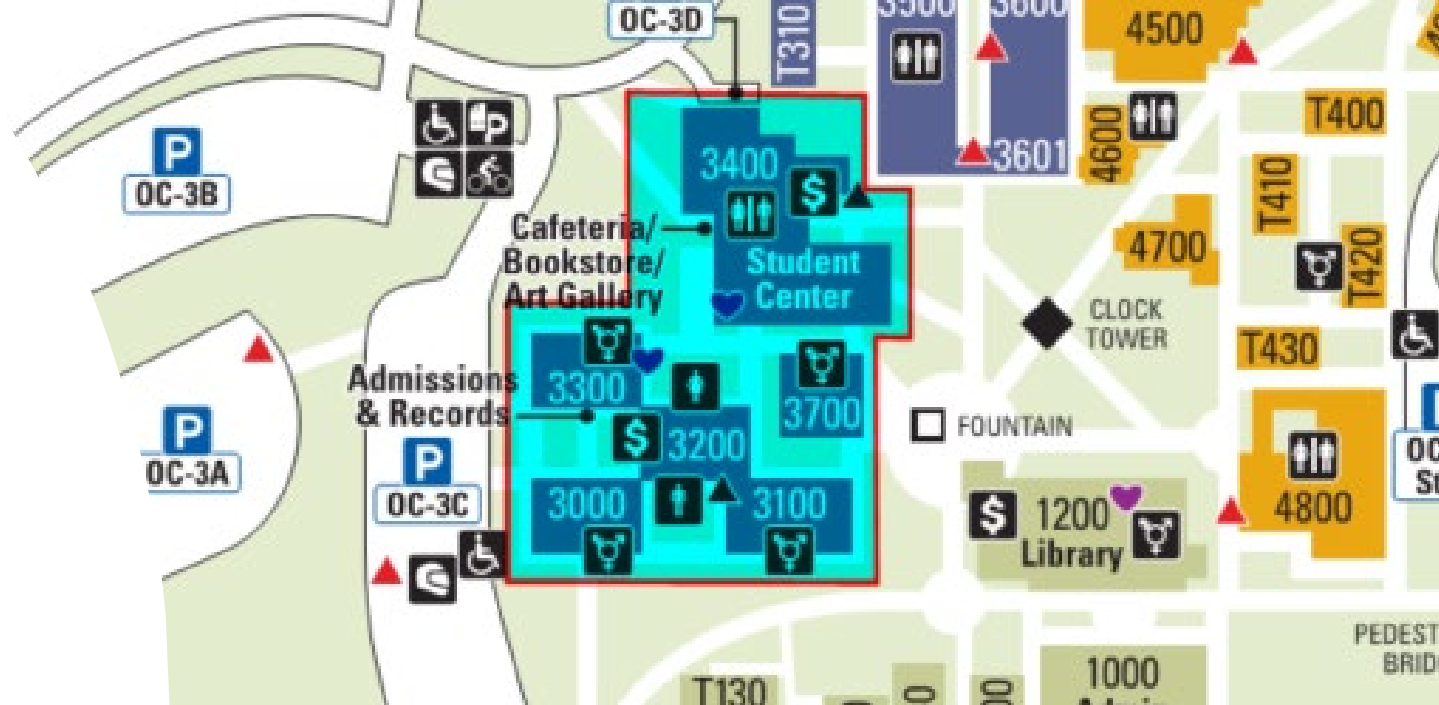 OC-3D
T310
3500
3600
4500
P
OC-3B
P
3400
$
3601
4600
T400
T410
Cafeteria/
Bookstore/
Art Gallery
Student
Center
4700
T420
CLOCK
TOWER
T430
Admissions
& Records
3300
3700
FOUNTAIN
P
OC-3A
P
OC-3C
$
3200
3000
3100
$
1200
Library
4800
PEDEST
BRID
T130
1000